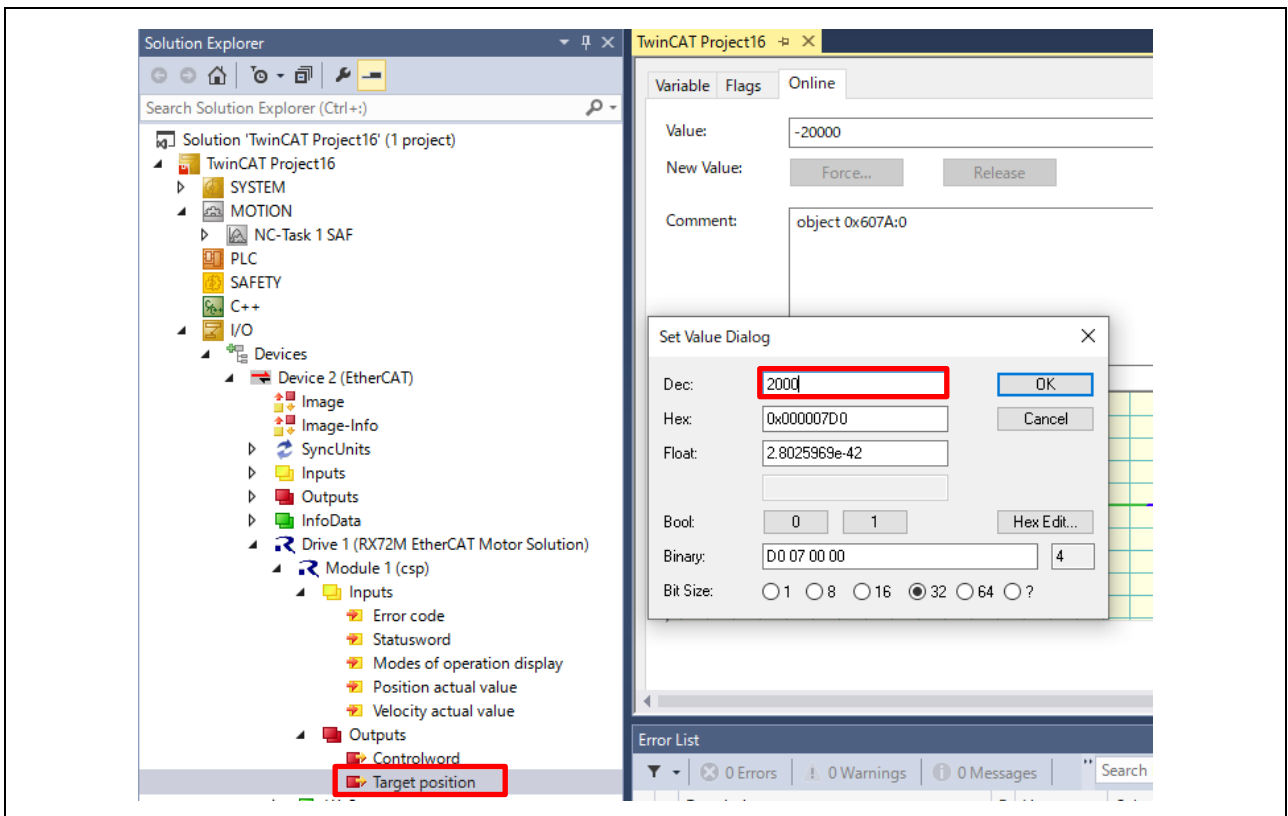 Solution Explorer
Search Solution Explorer (Ctrl+:)
Solution 'TwinCAT Project16' (1 project)
TwinCAT Project16
SYSTEM
MOTION
NC-Task 1 SAF
PLC
SAFETY
C++
I/O
Devices
Device 2 (EtherCAT)
Image
Image-Info
SyncUnits
Inputs
Outputs
InfoData
Drive 1 (RX72M EtherCAT Motor Solution)
Module 1 (csp)
Inputs
Error code
Statusword
Modes of operation display
Position actual value
Velocity actual value
Outputs
Controlword
Target position
TwinCAT Project16
Variable Flags Online
Value: -20000
New Value: Force... Release
Comment: object 0x607A:0
Set Value Dialog
Dec: 2000 OK
Hex: 0x000007D0 Cancel
Float: 2.8025969e-42
Bool: 0 1 Hex Edit...
Binary: D0 07 00 00 4
Bit Size: 1 8 16 32 64 ?
Error List
0 Errors 0 Warnings 0 Messages Search